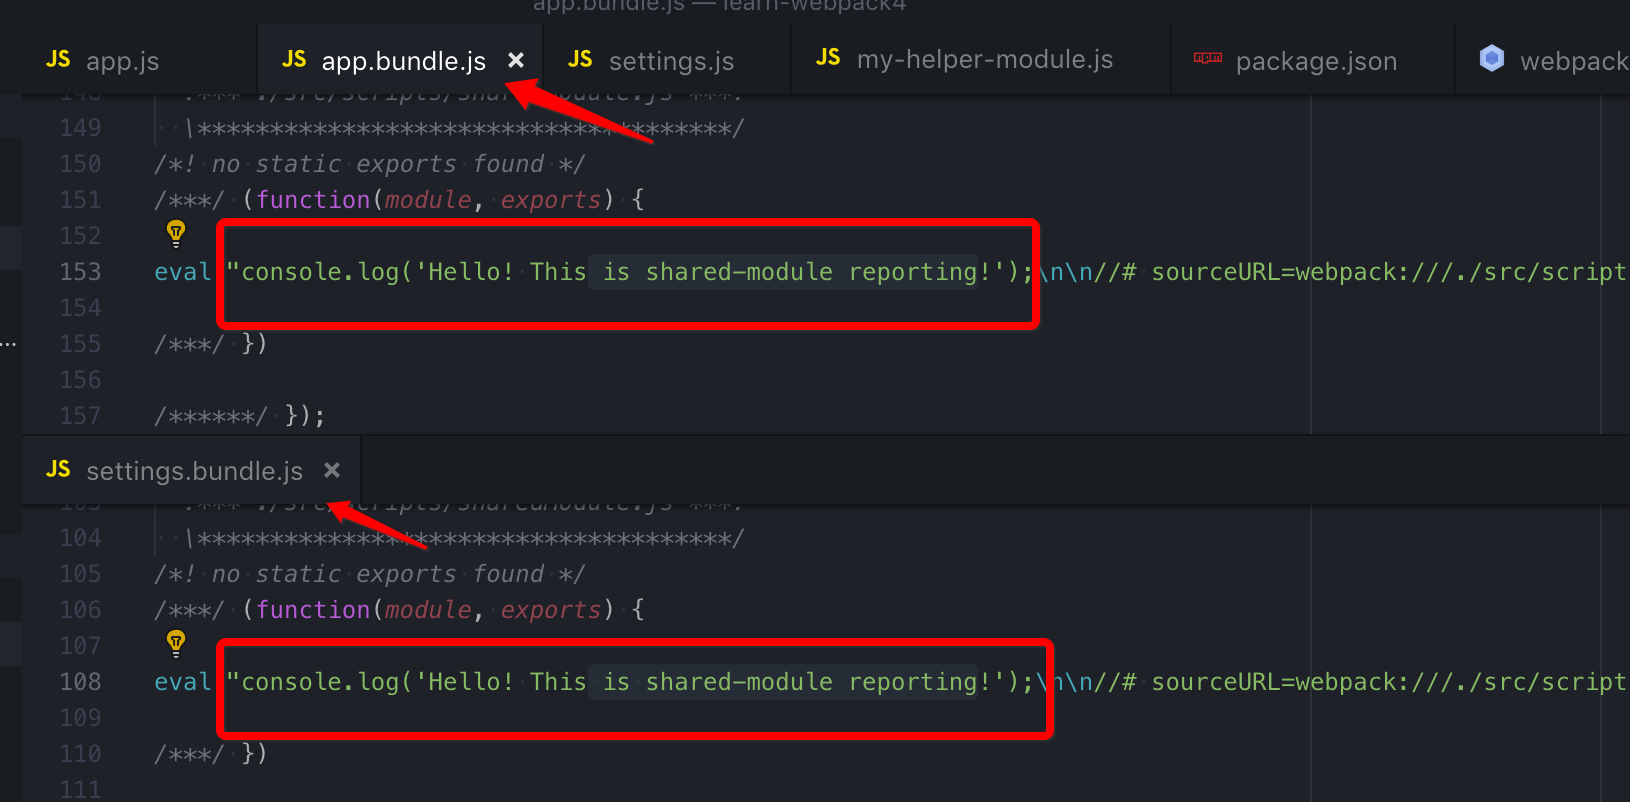 app.bundle.js — learn-webpack4
JS app.js JS app.bundle.js × JS settings.js JS my-helper-module.js npm package.json webpack
149 \*************************************/
150 /*! no static exports found */
151 /***/ (function(module, exports) {
152
153 eval "console.log('Hello! This is shared-module reporting!');\n\n//# sourceURL=webpack:///./src/script
154
155 /***/ })
156
157 /******/ });
JS settings.bundle.js ×
104 \*************************************/
105 /*! no static exports found */
106 /***/ (function(module, exports) {
107
108 eval "console.log('Hello! This is shared-module reporting!');\n\n//# sourceURL=webpack:///./src/script
109
110 /***/ })
111